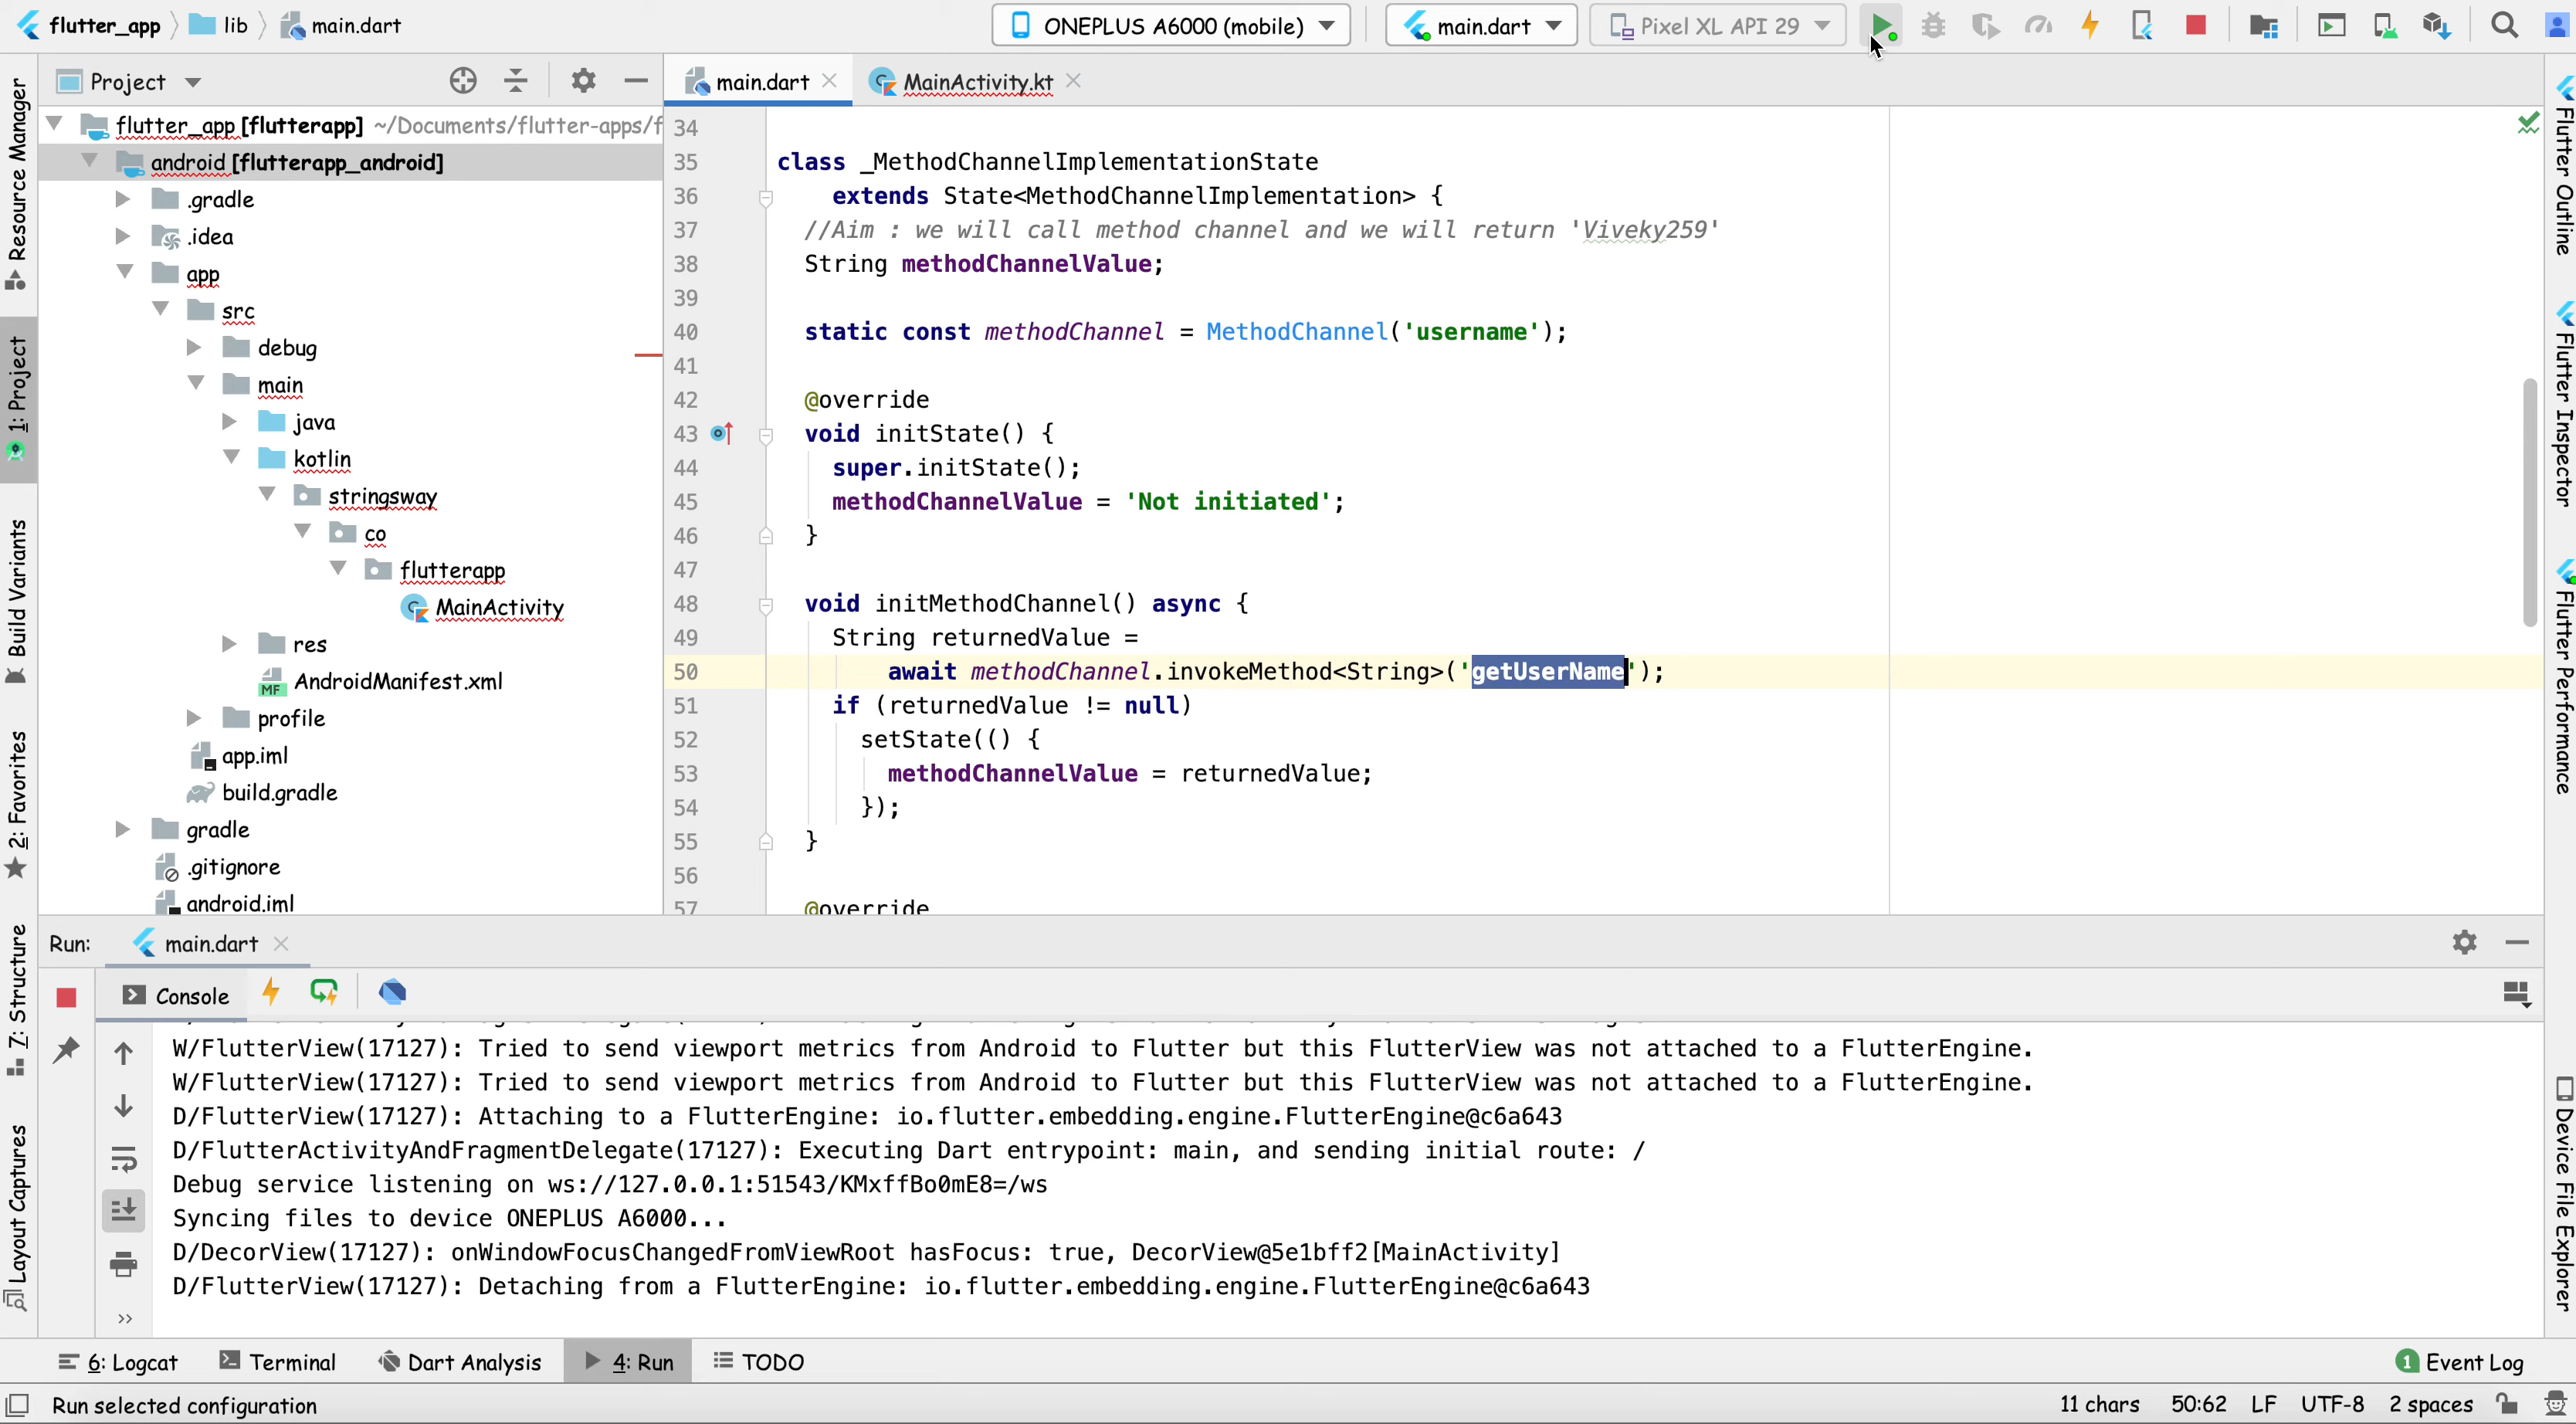 flutter_app lib main.dart ONEPLUS A6000 (mobile) main.dart Pixel XL API 29
Project main.dart MainActivity.kt
flutter_app [flutterapp] ~/Documents/flutter-apps/f
android [flutterapp_android]
.gradle
.idea
app
src
debug
main
java
kotlin
stringsway
co
flutterapp
MainActivity
res
AndroidManifest.xml
profile
app.iml
build.gradle
gradle
.gitignore
android.iml
34
35 class _MethodChannelImplementationState
36 extends State<MethodChannelImplementation> {
37 //Aim : we will call method channel and we will return 'Viveky259'
38 String methodChannelValue;
39
40 static const methodChannel = MethodChannel('username');
41
42 @override
43 void initState() {
44 super.initState();
45 methodChannelValue = 'Not initiated';
46 }
47
48 void initMethodChannel() async {
49 String returnedValue =
50 await methodChannel.invokeMethod<String>('getUserName');
51 if (returnedValue != null)
52 setState(() {
53 methodChannelValue = returnedValue;
54 });
55 }
56
57 @override
Resource Manager
1: Project
Build Variants
2: Favorites
7: Structure
Layout Captures
Flutter Outline
Flutter Inspector
Flutter Performance
Device File Explorer
Run: main.dart
Console
W/FlutterView(17127): Tried to send viewport metrics from Android to Flutter but this FlutterView was not attached to a FlutterEngine.
W/FlutterView(17127): Tried to send viewport metrics from Android to Flutter but this FlutterView was not attached to a FlutterEngine.
D/FlutterView(17127): Attaching to a FlutterEngine: io.flutter.embedding.engine.FlutterEngine@c6a643
D/FlutterActivityAndFragmentDelegate(17127): Executing Dart entrypoint: main, and sending initial route: /
Debug service listening on ws://127.0.0.1:51543/KMxffBo0mE8=/ws
Syncing files to device ONEPLUS A6000...
D/DecorView(17127): onWindowFocusChangedFromViewRoot hasFocus: true, DecorView@5e1bff2[MainActivity]
D/FlutterView(17127): Detaching from a FlutterEngine: io.flutter.embedding.engine.FlutterEngine@c6a643
6: Logcat Terminal Dart Analysis 4: Run TODO 1 Event Log
Run selected configuration 11 chars 50:62 LF UTF-8 2 spaces